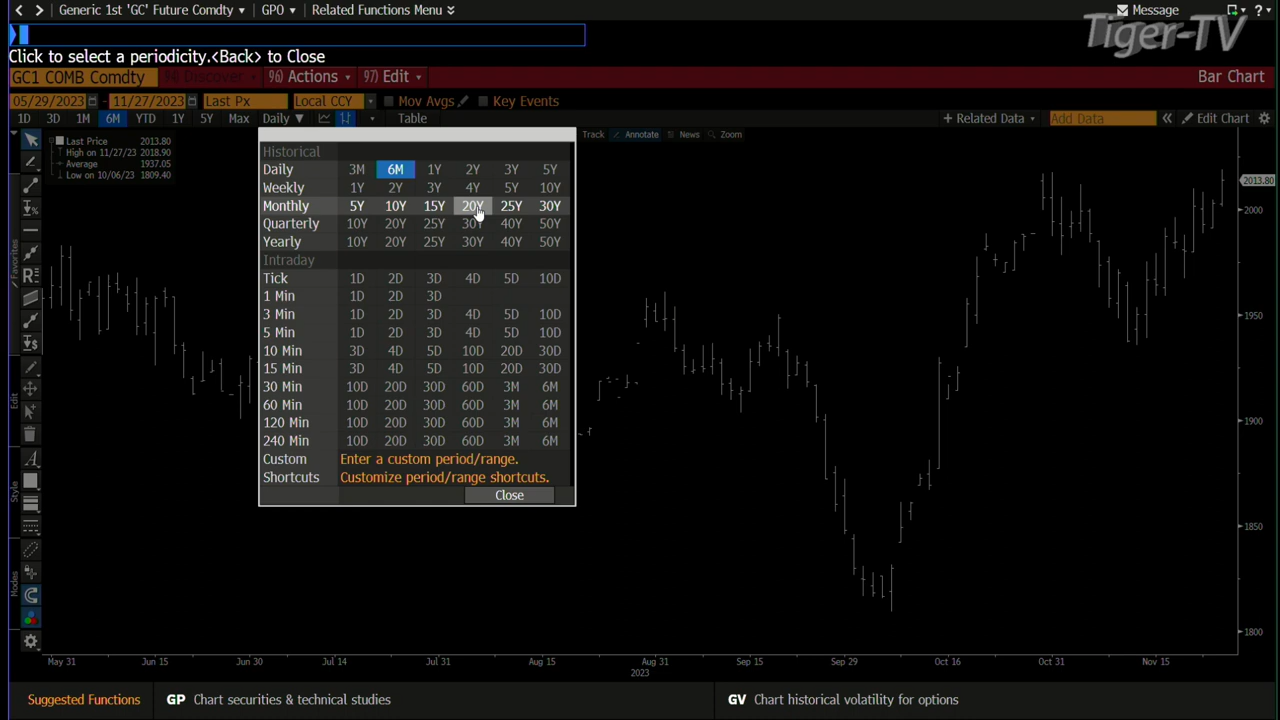 Generic 1st 'GC' Future Comdty ▾ GPO ▾ Related Functions Menu Message ? ▾
Tiger-TV
Click to select a periodicity.<Back> to Close
GC1 COMB Comdty 96) Actions ▾ 97) Edit ▾ Bar Chart
05/29/2023 11/27/2023 Last Px Local CCY Mov Avgs Key Events
1D 3D 1M 6M YTD 1Y 5Y Max Daily ▼ Table + Related Data ▾ Add Data « Edit Chart
Track Annotate News Zoom
Last Price 2013.80
High on 11/27/23 2018.90
Average 1937.05
Low on 10/06/23 1809.40
Historical
Daily 3M 6M 1Y 2Y 3Y 5Y
Weekly 1Y 2Y 3Y 4Y 5Y 10Y
Monthly 5Y 10Y 15Y 20Y 25Y 30Y
Quarterly 10Y 20Y 25Y 30Y 40Y 50Y
Yearly 10Y 20Y 25Y 30Y 40Y 50Y
Intraday
Tick 1D 2D 3D 4D 5D 10D
1 Min 1D 2D 3D
3 Min 1D 2D 3D 4D 5D 10D
5 Min 1D 2D 3D 4D 5D 10D
10 Min 3D 4D 5D 10D 20D 30D
15 Min 3D 4D 5D 10D 20D 30D
30 Min 10D 20D 30D 60D 3M 6M
60 Min 10D 20D 30D 60D 3M 6M
120 Min 10D 20D 30D 60D 3M 6M
240 Min 10D 20D 30D 60D 3M 6M
Custom Enter a custom period/range.
Shortcuts Customize period/range shortcuts.
Close
Favorites
Edit
Style
Modes
2013.80
2000
1950
1900
1850
1800
May 31 Jun 15 Jun 30 Jul 14 Jul 31 Aug 15 Aug 31 Sep 15 Sep 29 Oct 16 Oct 31 Nov 15
2023
Suggested Functions GP Chart securities & technical studies GV Chart historical volatility for options